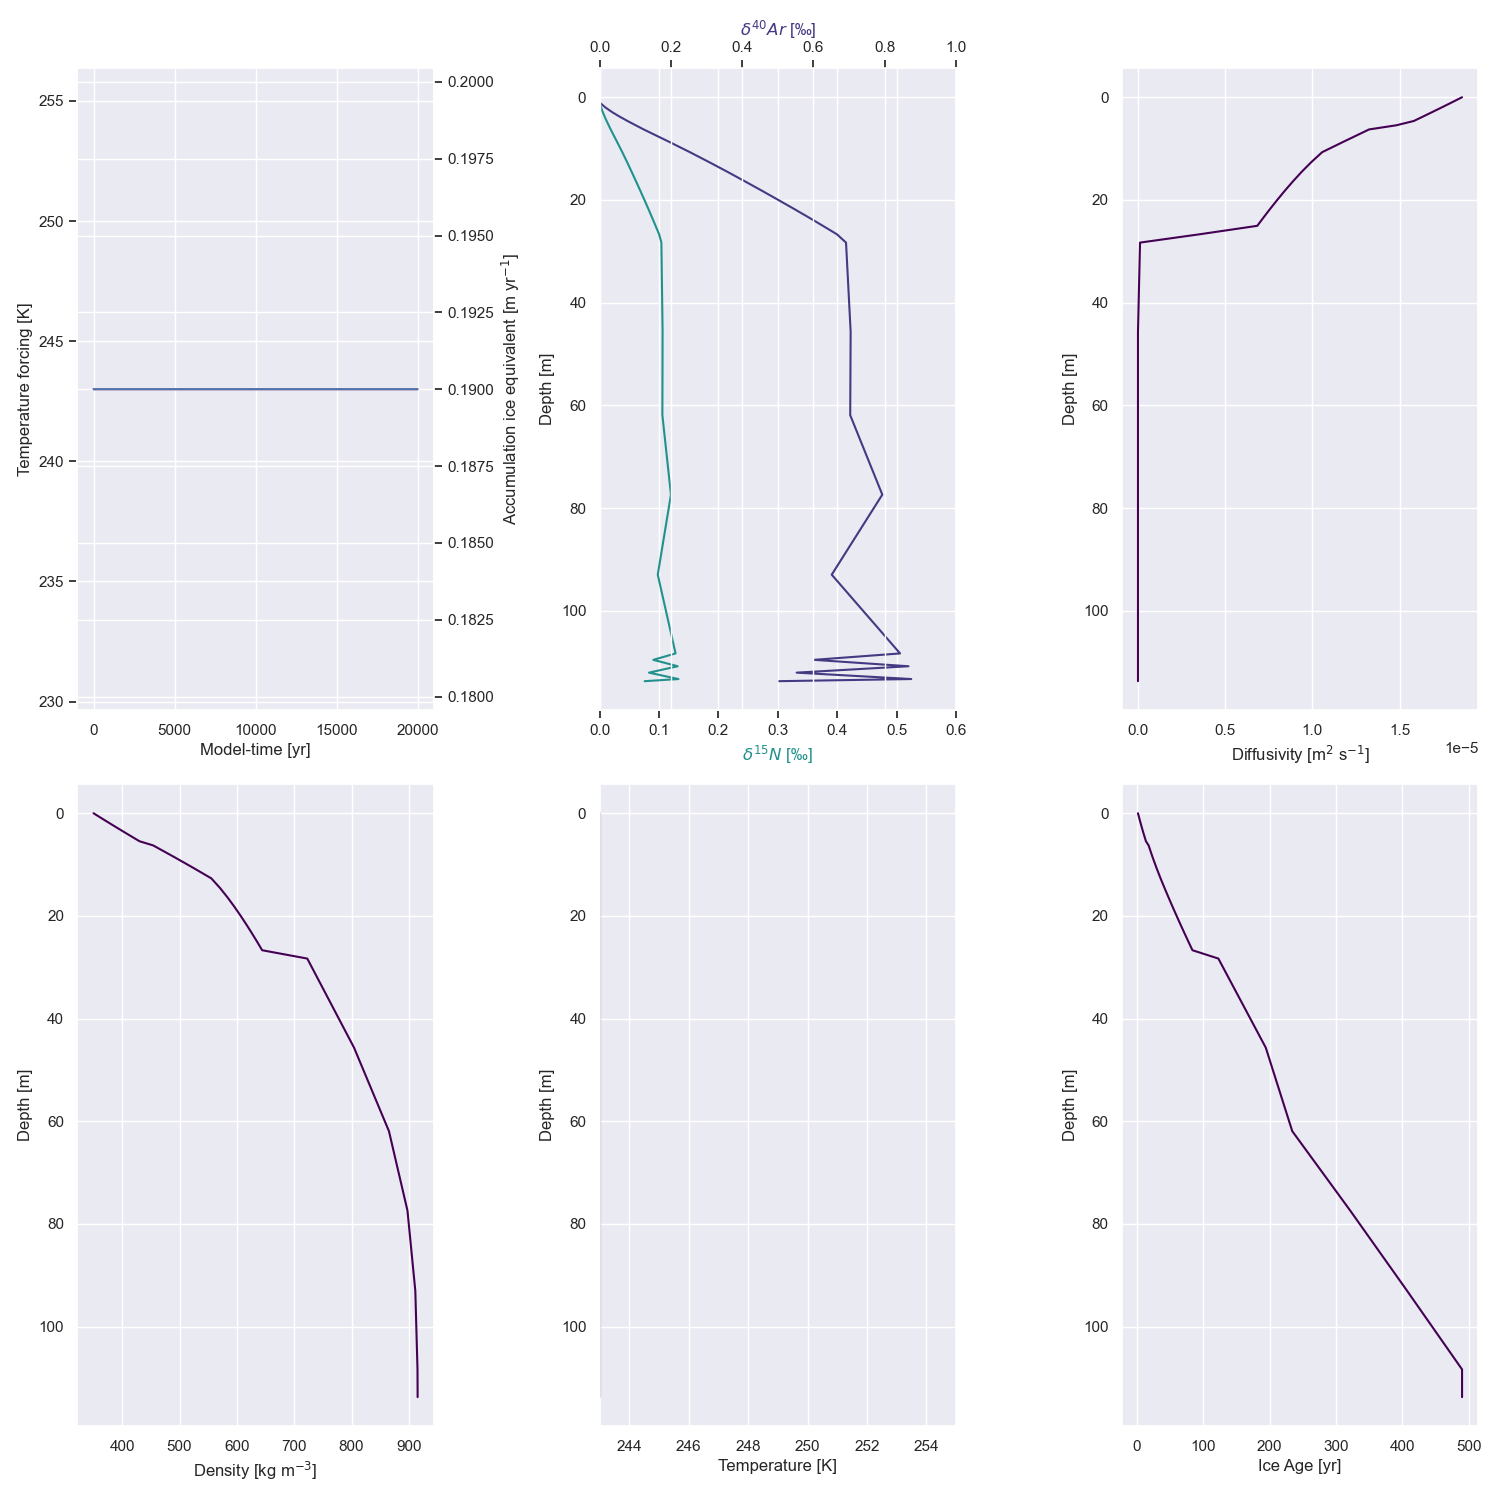 δ⁴⁰Ar [‰]
0.0 0.2 0.4 0.6 0.8 1.0
Temperature forcing [K]
255
250
245
240
235
230
0.2000
0.1975
0.1950
0.1925
0.1900
0.1875
0.1850
0.1825
0.1800
Accumulation ice equivalent [m yr⁻¹]
0 5000 10000 15000 20000
Model-time [yr]
Depth [m]
0
20
40
60
80
100
0.0 0.1 0.2 0.3 0.4 0.5 0.6
δ¹⁵N [‰]
Depth [m]
0
20
40
60
80
100
0.0 0.5 1.0 1.5
1e−5
Diffusivity [m² s⁻¹]
Depth [m]
0
20
40
60
80
100
400 500 600 700 800 900
Density [kg m⁻³]
Depth [m]
0
20
40
60
80
100
244 246 248 250 252 254
Temperature [K]
Depth [m]
0
20
40
60
80
100
0 100 200 300 400 500
Ice Age [yr]